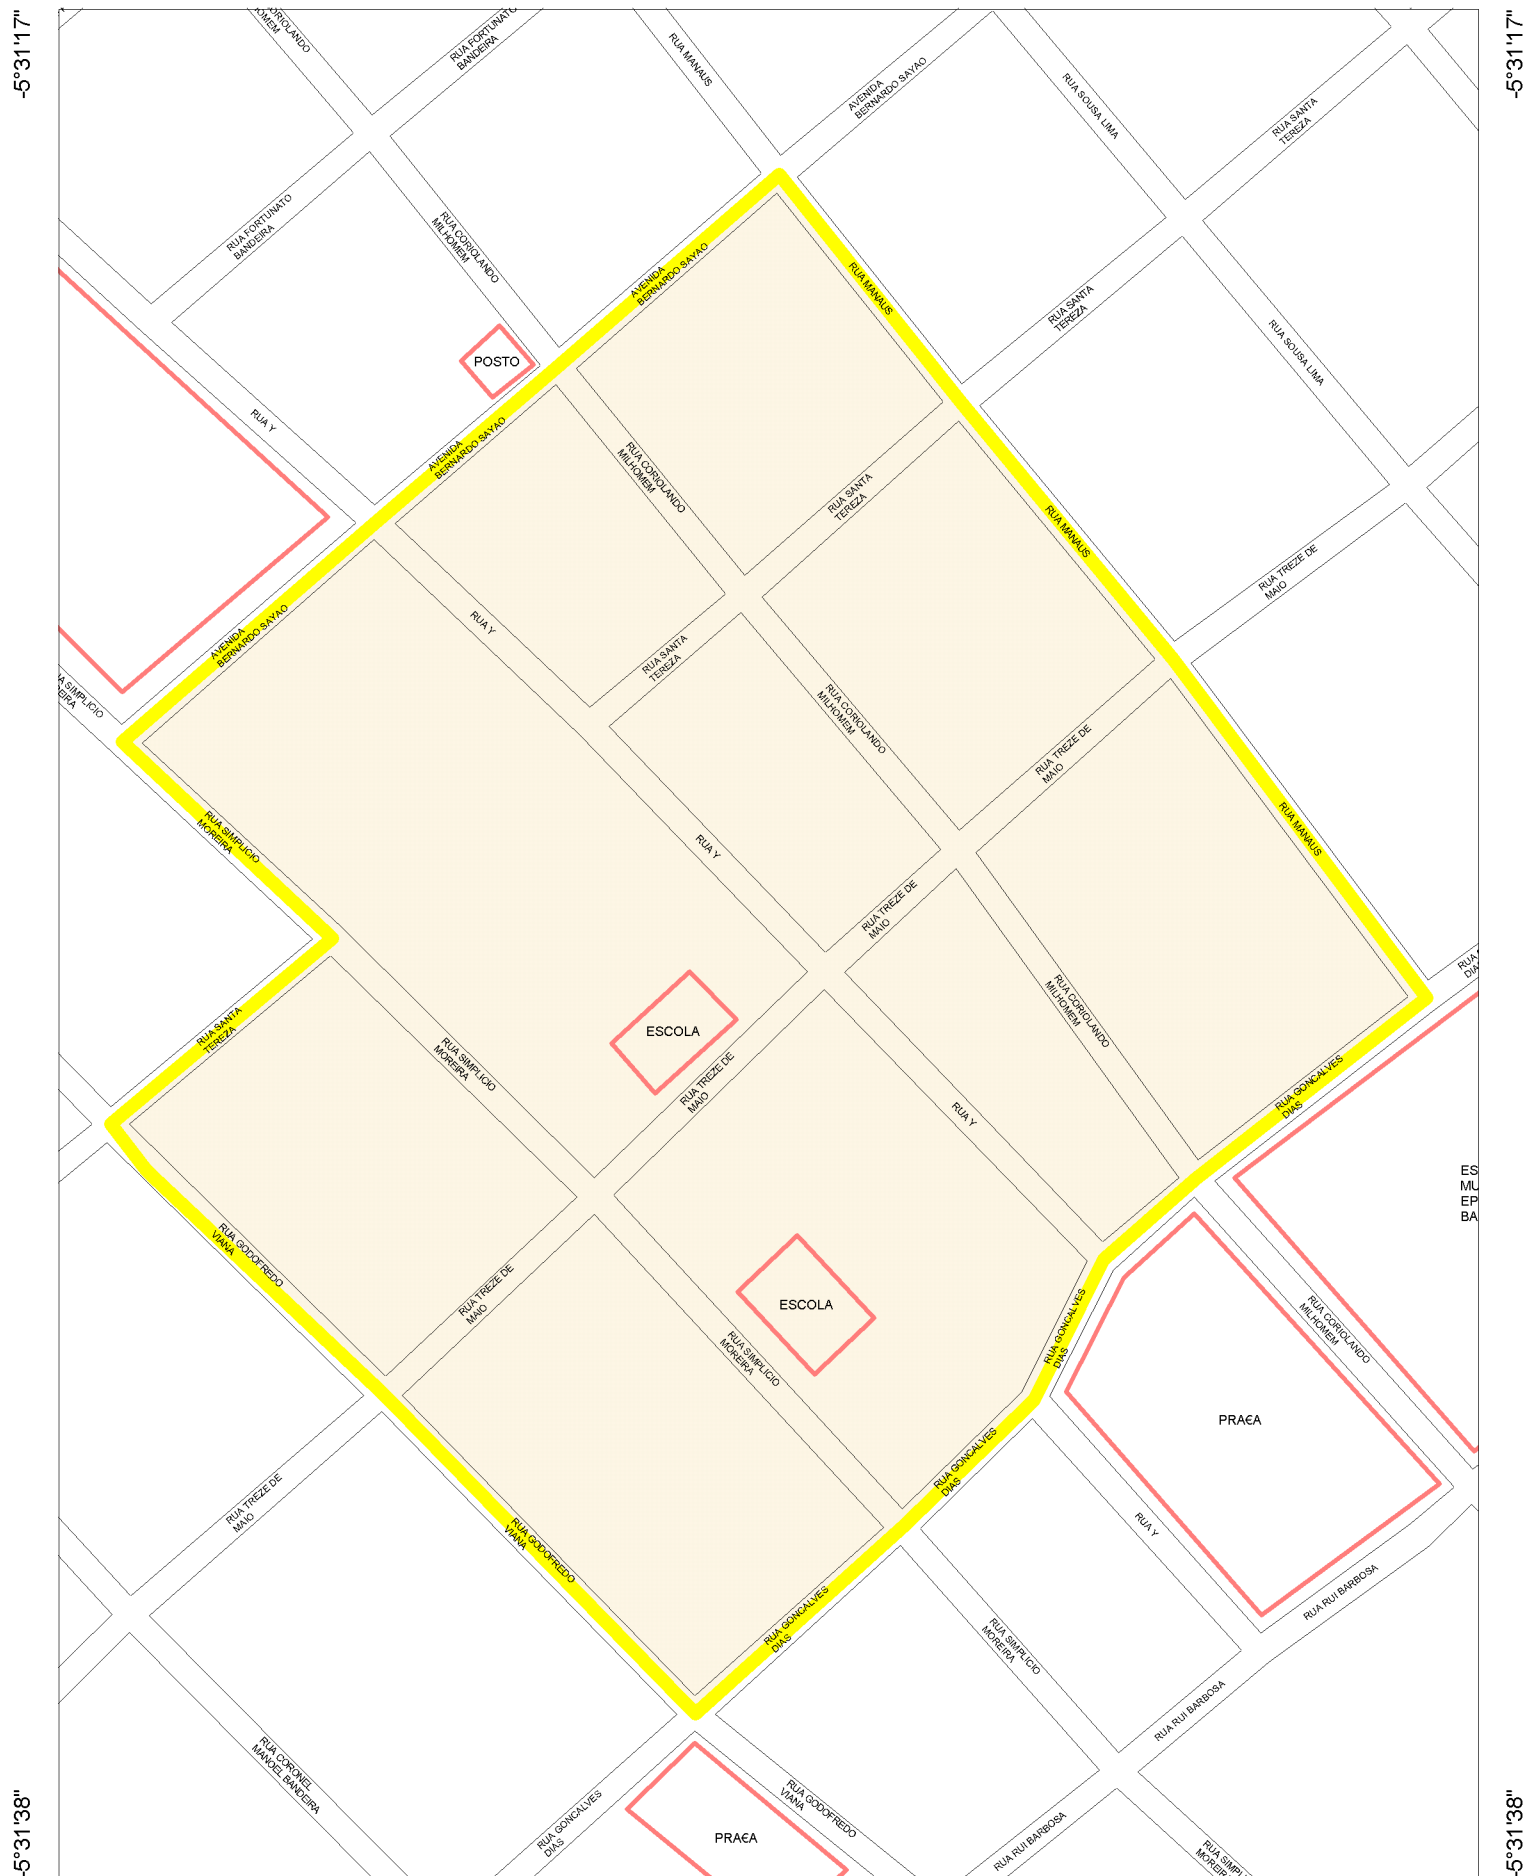 -5°31'17"
-5°31'17"
RUA FORTUNATO
BANDEIRA
RUA MANAUS
AVENIDA
BERNARDO SAYAO
RUA SOUSA LIMA
RUA SANTA
TEREZA
RUA FORTUNATO
BANDEIRA
RUA CORIOLANDO
MILHOMEM
AVENIDA
BERNARDO SAYAO
RUA MANAUS
RUA SANTA
TEREZA
RUA SOUSA LIMA
POSTO
RUA Y
AVENIDA
BERNARDO SAYAO
RUA CORIOLANDO
MILHOMEM
RUA SANTA
TEREZA
RUA MANAUS
RUA TREZE DE
MAIO
AVENIDA
BERNARDO SAYAO
RUA Y
RUA SANTA
TEREZA
RUA CORIOLANDO
MILHOMEM
RUA TREZE DE
MAIO
RUA SIMPLICIO
MOREIRA
RUA Y
RUA MANAUS
RUA TREZE DE
MAIO
RUA SANTA
TEREZA
RUA SIMPLICIO
MOREIRA
ESCOLA
RUA TREZE DE
MAIO
RUA CORIOLANDO
MILHOMEM
RUA Y
RUA GONCALVES
DIAS
ES
MU
EP
BA
RUA GODOFREDO
VIANA
RUA TREZE DE
MAIO
ESCOLA
RUA SIMPLICIO
MOREIRA
RUA GONCALVES
DIAS
RUA CORIOLANDO
MILHOMEM
PRA€A
RUA GONCALVES
DIAS
RUA TREZE DE
MAIO
RUA GODOFREDO
VIANA
RUA Y
RUA GONCALVES
DIAS
RUA SIMPLICIO
MOREIRA
RUA RUI BARBOSA
RUA RUI BARBOSA
RUA CORONEL
MANOEL BANDEIRA
RUA GONCALVES
DIAS
PRA€A
RUA GODOFREDO
VIANA
RUA RUI BARBOSA
-5°31'38"
-5°31'38"